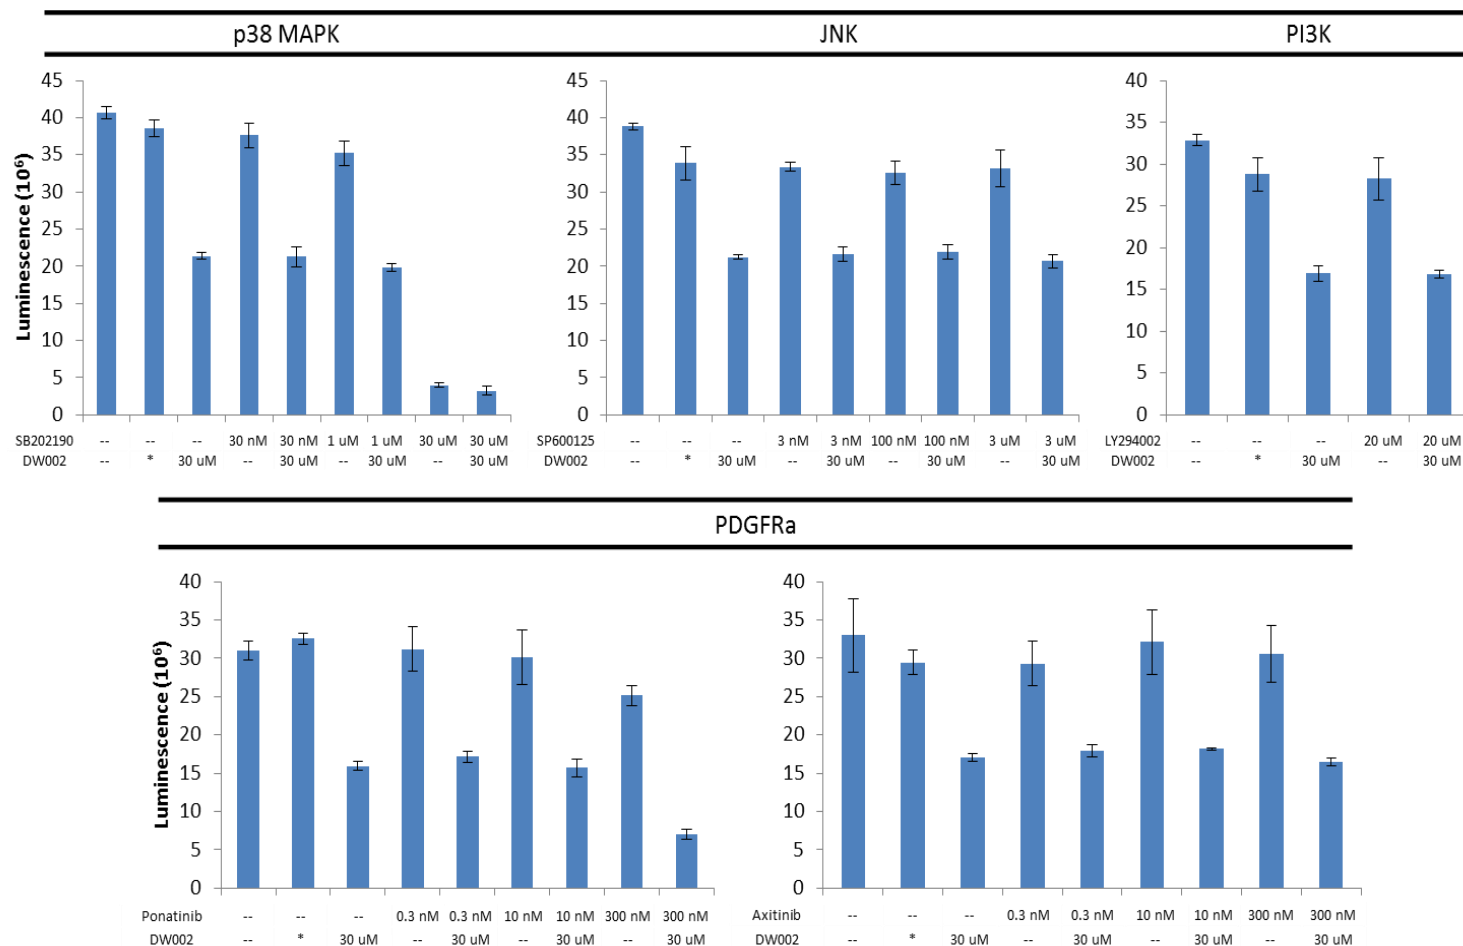 p38 MAPK JNK PI3K
45 45 40
40 40 35
35 35 30
30 30 25
25 25 20
20 20 15
15 15 10
10 10 5
5 5 0
0 0
Luminescence (10⁶)
SB202190 -- -- -- 30 nM 30 nM 1 uM 1 uM 30 uM 30 uM
DW002 -- * 30 uM -- 30 uM -- 30 uM -- 30 uM
SP600125 -- -- -- 3 nM 3 nM 100 nM 100 nM 3 uM 3 uM
DW002 -- * 30 uM -- 30 uM -- 30 uM -- 30 uM
LY294002 -- -- -- 20 uM 20 uM
DW002 -- * 30 uM -- 30 uM
PDGFRa
40 40
35 35
30 30
25 25
20 20
15 15
10 10
5 5
0 0
Luminescence (10⁶)
Ponatinib -- -- -- 0.3 nM 0.3 nM 10 nM 10 nM 300 nM 300 nM
DW002 -- * 30 uM -- 30 uM -- 30 uM -- 30 uM
Axitinib -- -- -- 0.3 nM 0.3 nM 10 nM 10 nM 300 nM 300 nM
DW002 -- * 30 uM -- 30 uM -- 30 uM -- 30 uM